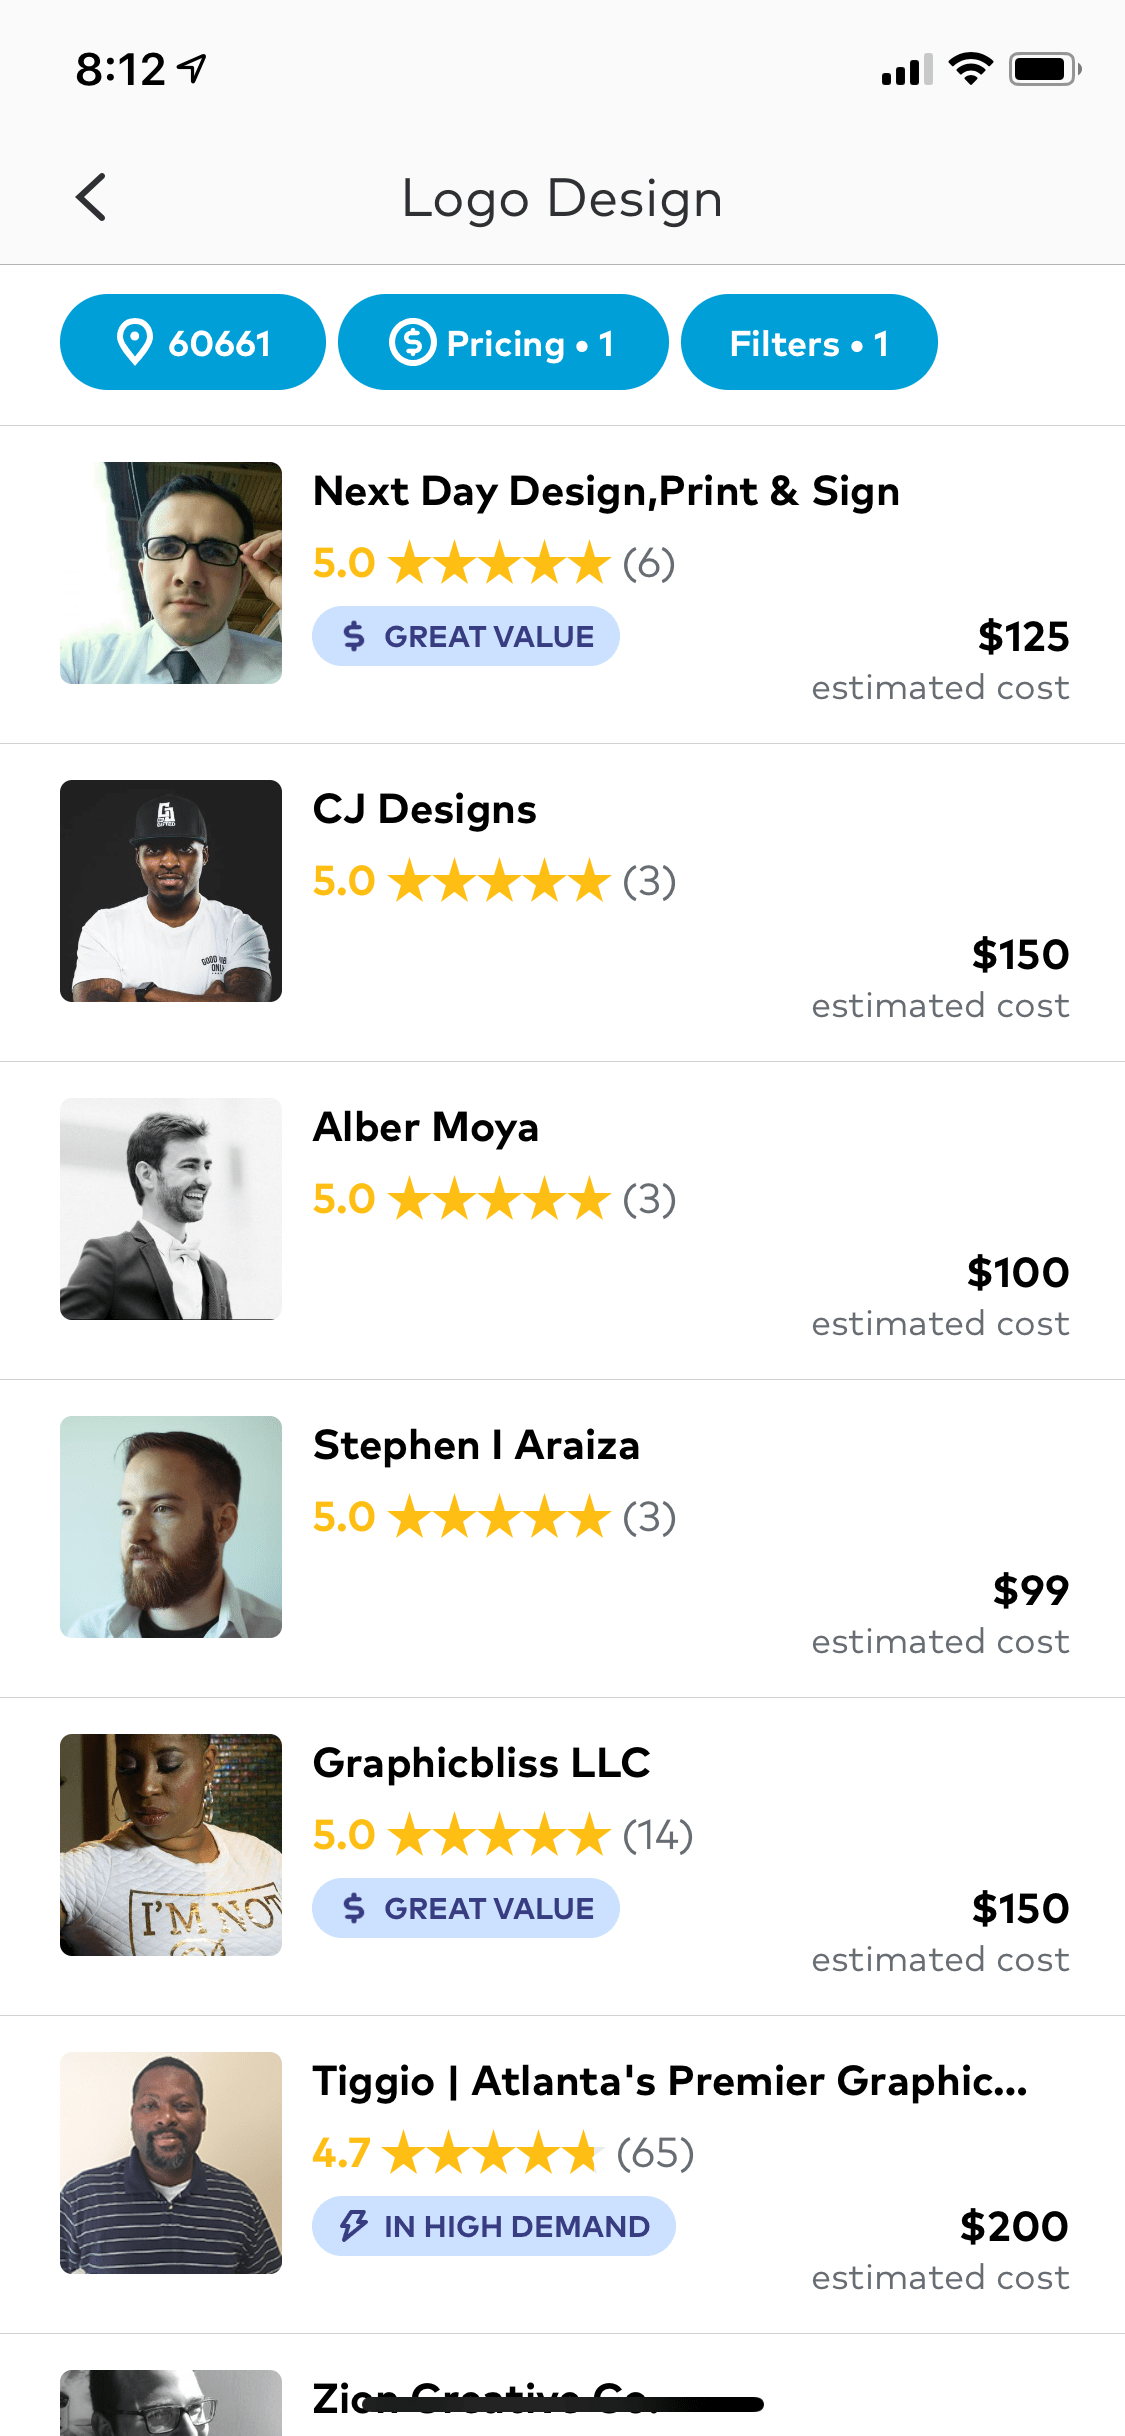 8:12
Logo Design
60661
Pricing • 1
Filters • 1
Next Day Design,Print & Sign
5.0 ★★★★★ (6)
$ GREAT VALUE
$125
estimated cost
CJ Designs
5.0 ★★★★★ (3)
$150
estimated cost
Alber Moya
5.0 ★★★★★ (3)
$100
estimated cost
Stephen I Araiza
5.0 ★★★★★ (3)
$99
estimated cost
I'M NOT
Graphicbliss LLC
5.0 ★★★★★ (14)
$ GREAT VALUE
$150
estimated cost
Tiggio | Atlanta's Premier Graphic...
4.7 ★★★★★ (65)
IN HIGH DEMAND
$200
estimated cost
Zion Creative Co.